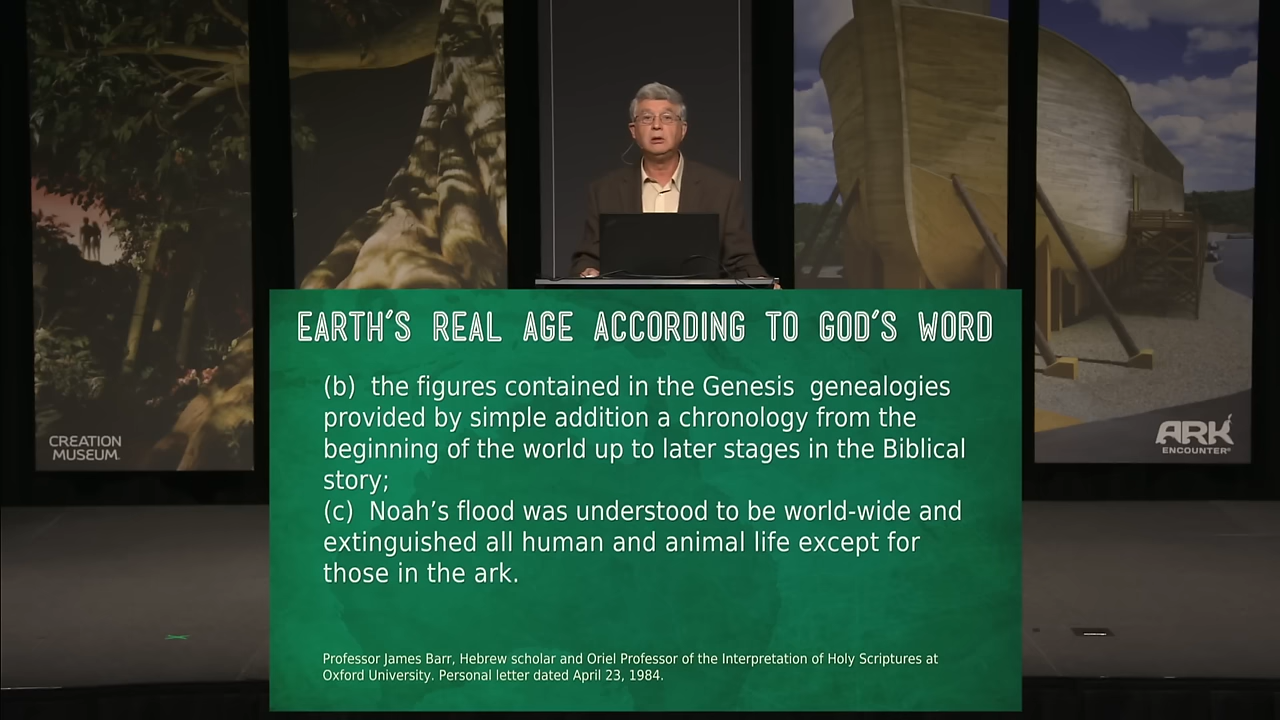 CREATION
MUSEUM.
ARK
ENCOUNTER®
EARTH'S REAL AGE ACCORDING TO GOD'S WORD
(b) the figures contained in the Genesis genealogies
provided by simple addition a chronology from the
beginning of the world up to later stages in the Biblical
story;
(c) Noah’s flood was understood to be world-wide and
extinguished all human and animal life except for
those in the ark.
Professor James Barr, Hebrew scholar and Oriel Professor of the Interpretation of Holy Scriptures at
Oxford University. Personal letter dated April 23, 1984.